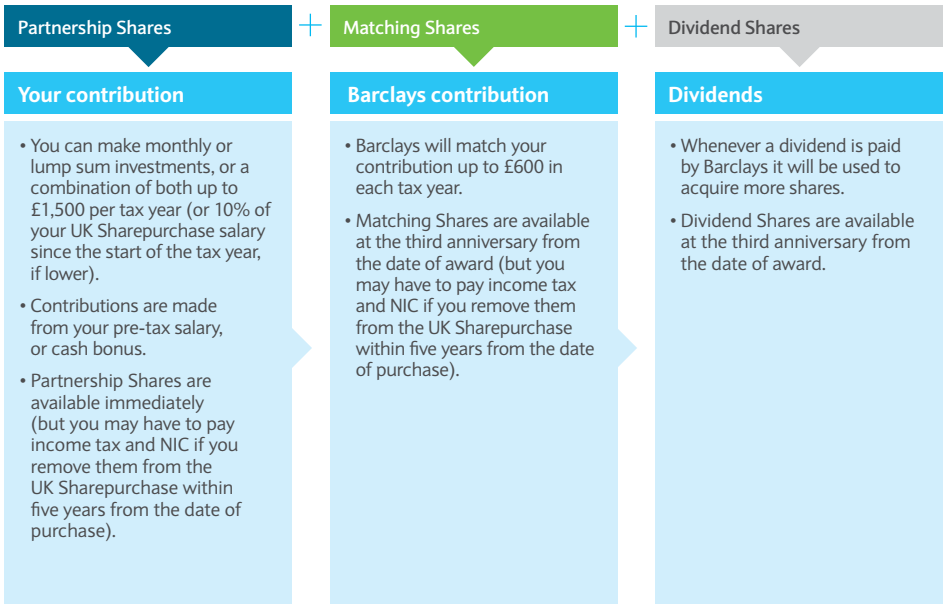 Partnership Shares
+
Matching Shares
+
Dividend Shares
Your contribution
• You can make monthly or
lump sum investments, or a
combination of both up to
£1,500 per tax year (or 10% of
your UK Sharepurchase salary
since the start of the tax year,
if lower).
• Contributions are made
from your pre-tax salary,
or cash bonus.
• Partnership Shares are
available immediately
(but you may have to pay
income tax and NIC if you
remove them from the
UK Sharepurchase within
five years from the date of
purchase).
Barclays contribution
• Barclays will match your
contribution up to £600 in
each tax year.
• Matching Shares are available
at the third anniversary from
the date of award (but you
may have to pay income tax
and NIC if you remove them
from the UK Sharepurchase
within five years from the date
of purchase).
Dividends
• Whenever a dividend is paid
by Barclays it will be used to
acquire more shares.
• Dividend Shares are available
at the third anniversary from
the date of award.